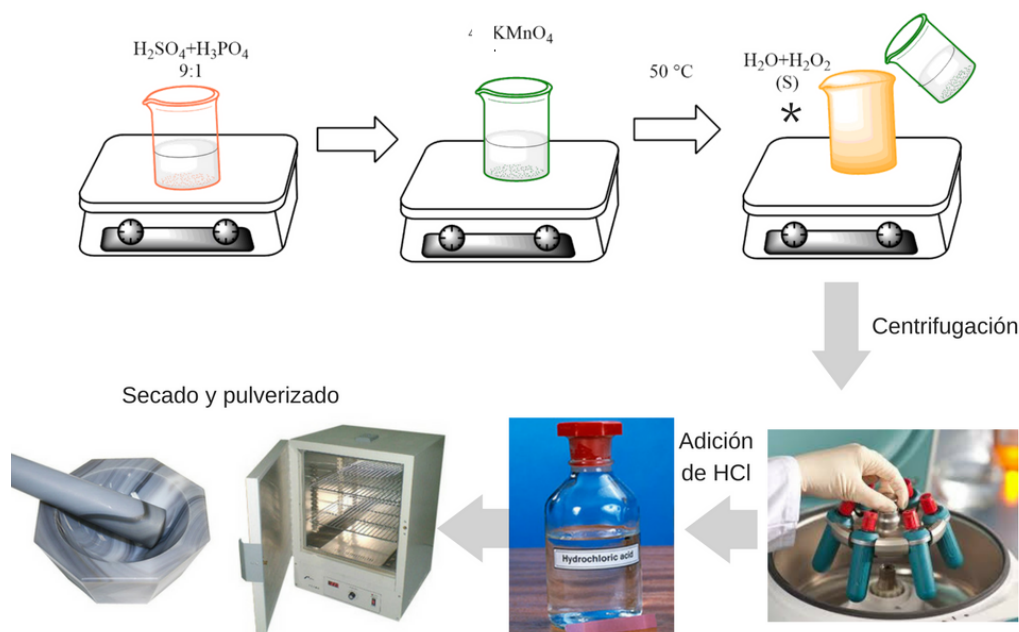 H₂SO₄+H₃PO₄
9:1
KMnO₄
50 °C
H₂O+H₂O₂
(S)
*
Centrifugación
Adición
de HCl
Hydrochloric acid
Secado y pulverizado